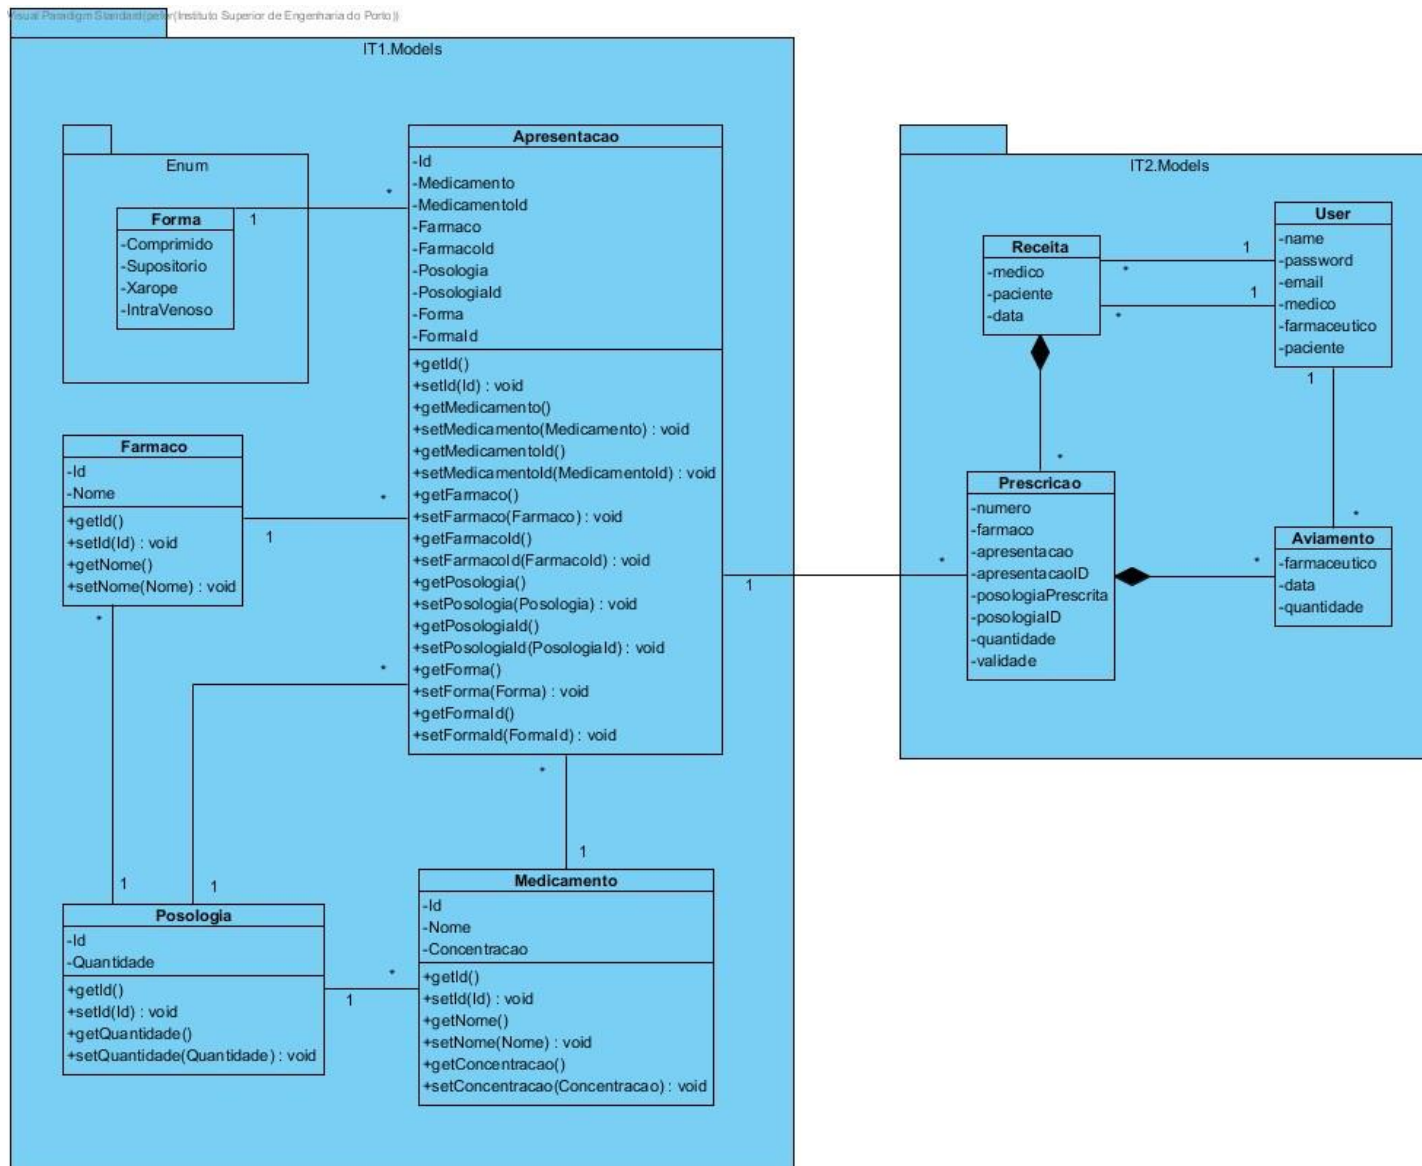 Visual Paradigm Standard(peter(Instituto Superior de Engenharia do Porto))
IT1.Models
Enum
Forma
-Comprimido
-Supositorio
-Xarope
-IntraVenoso
1
*
Apresentacao
-Id
-Medicamento
-MedicamentoId
-Farmaco
-FarmacoId
-Posologia
-PosologiaId
-Forma
-FormaId
+getId()
+setId(Id) : void
+getMedicamento()
+setMedicamento(Medicamento) : void
+getMedicamentoId()
+setMedicamentoId(MedicamentoId) : void
+getFarmaco()
+setFarmaco(Farmaco) : void
+getFarmacoId()
+setFarmacoId(FarmacoId) : void
+getPosologia()
+setPosologia(Posologia) : void
+getPosologiaId()
+setPosologiaId(PosologiaId) : void
+getForma()
+setForma(Forma) : void
+getFormaId()
+setFormaId(FormaId) : void
Farmaco
-Id
-Nome
+getId()
+setId(Id) : void
+getNome()
+setNome(Nome) : void
*
1
*
*
*
1
1
1
Posologia
-Id
-Quantidade
+getId()
+setId(Id) : void
+getQuantidade()
+setQuantidade(Quantidade) : void
*
1
Medicamento
-Id
-Nome
-Concentracao
+getId()
+setId(Id) : void
+getNome()
+setNome(Nome) : void
+getConcentracao()
+setConcentracao(Concentracao) : void
IT2.Models
Receita
-medico
-paciente
-data
1
*
1
*
User
-name
-password
-email
-medico
-farmaceutico
-paciente
1
*
Prescricao
-numero
-farmaco
-apresentacao
-apresentacaoID
-posologiaPrescrita
-posologiaID
-quantidade
-validade
1
*
*
*
Aviamento
-farmaceutico
-data
-quantidade